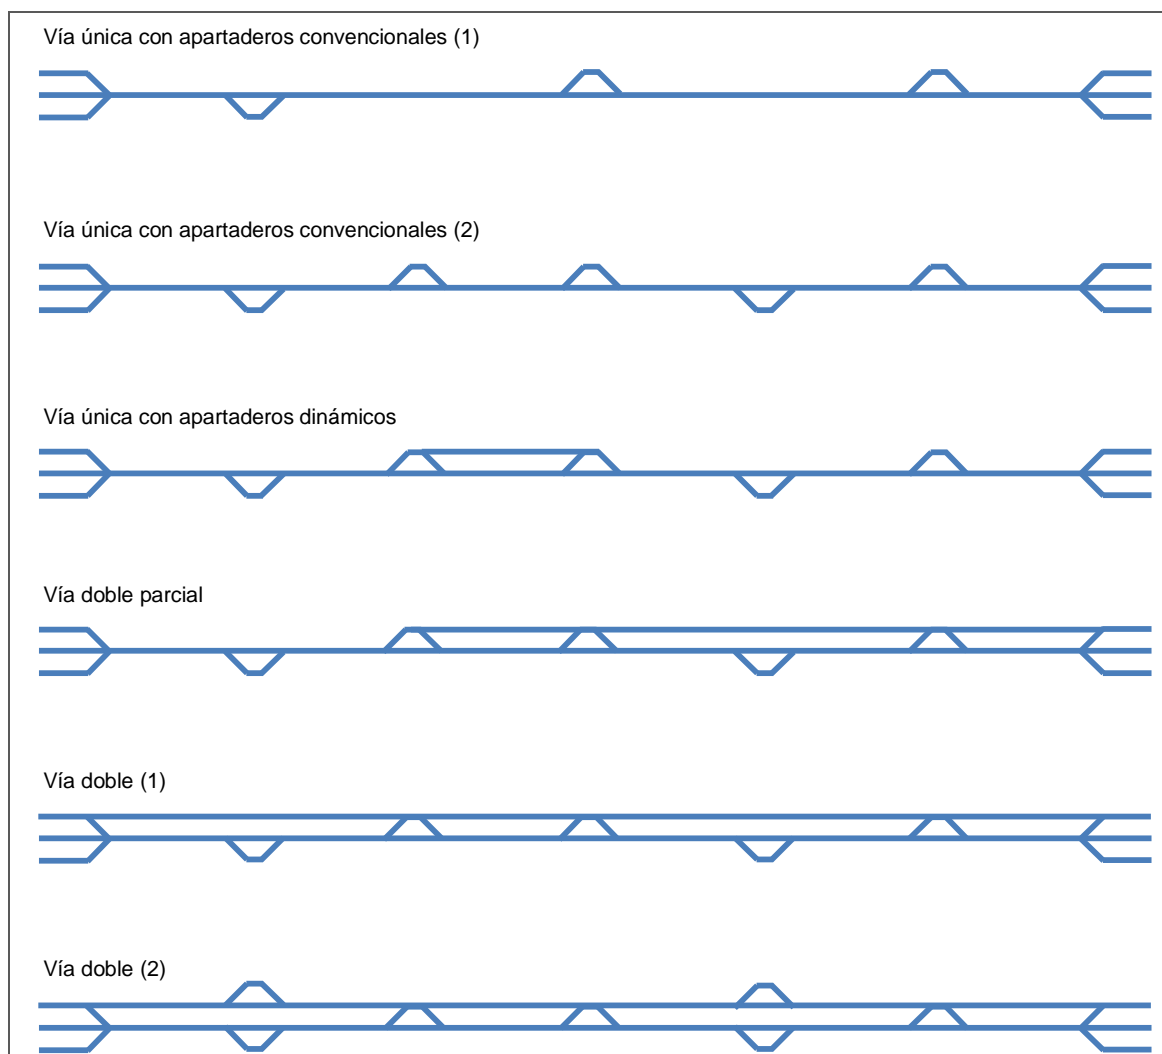 Vía única con apartaderos convencionales (1)
Vía única con apartaderos convencionales (2)
Vía única con apartaderos dinámicos
Vía doble parcial
Vía doble (1)
Vía doble (2)